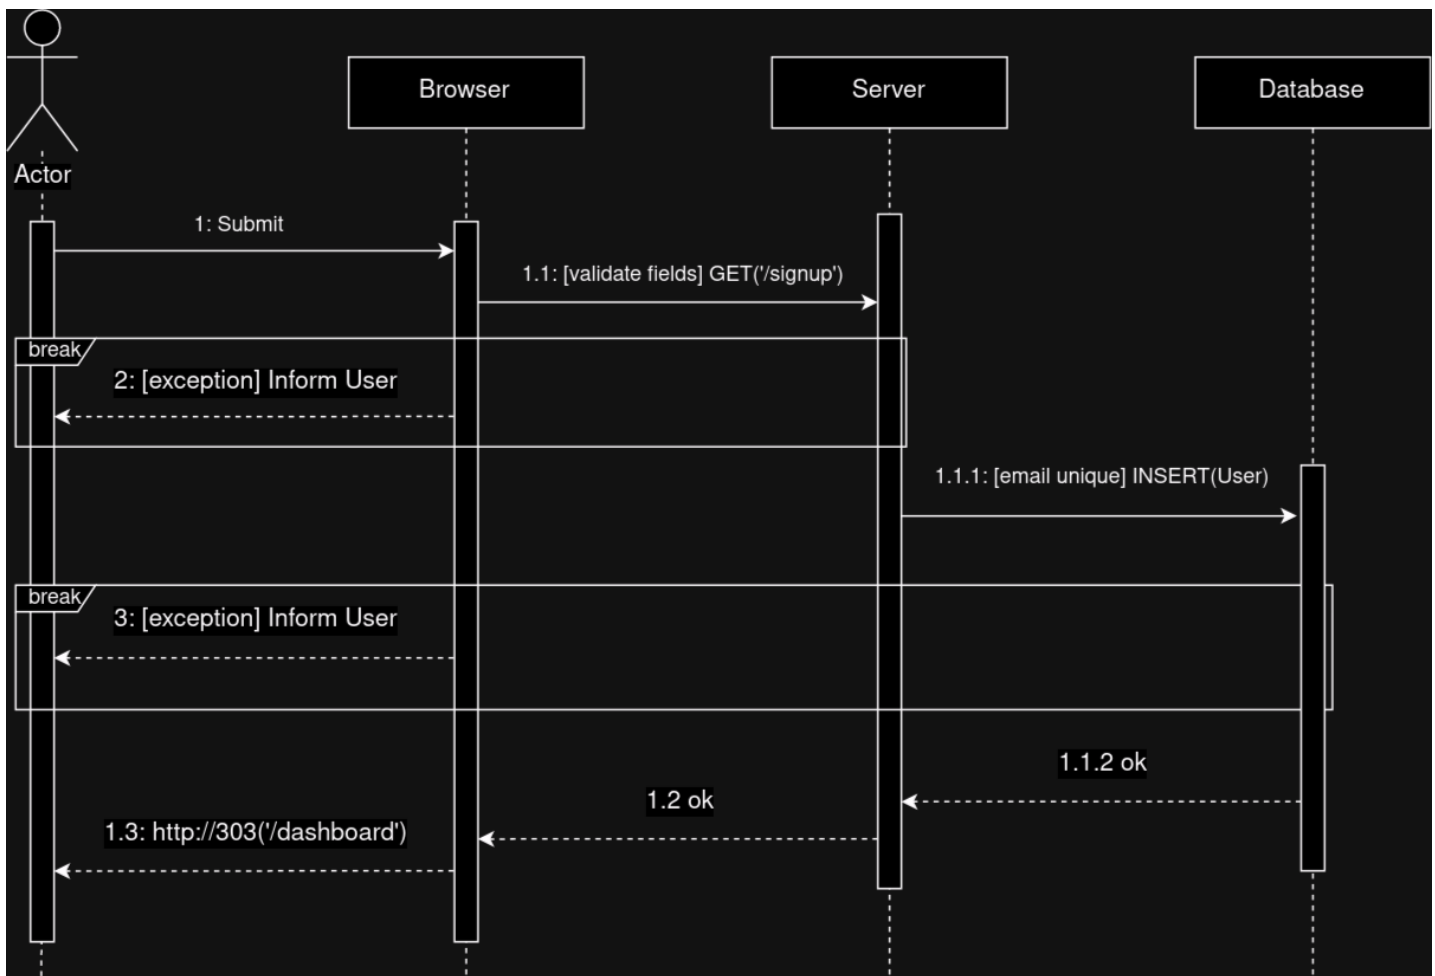 Browser
Server
Database
Actor
1: Submit
1.1: [validate fields] GET('/signup')
break
2: [exception] Inform User
1.1.1: [email unique] INSERT(User)
break
3: [exception] Inform User
1.1.2 ok
1.2 ok
1.3: http://303('/dashboard')